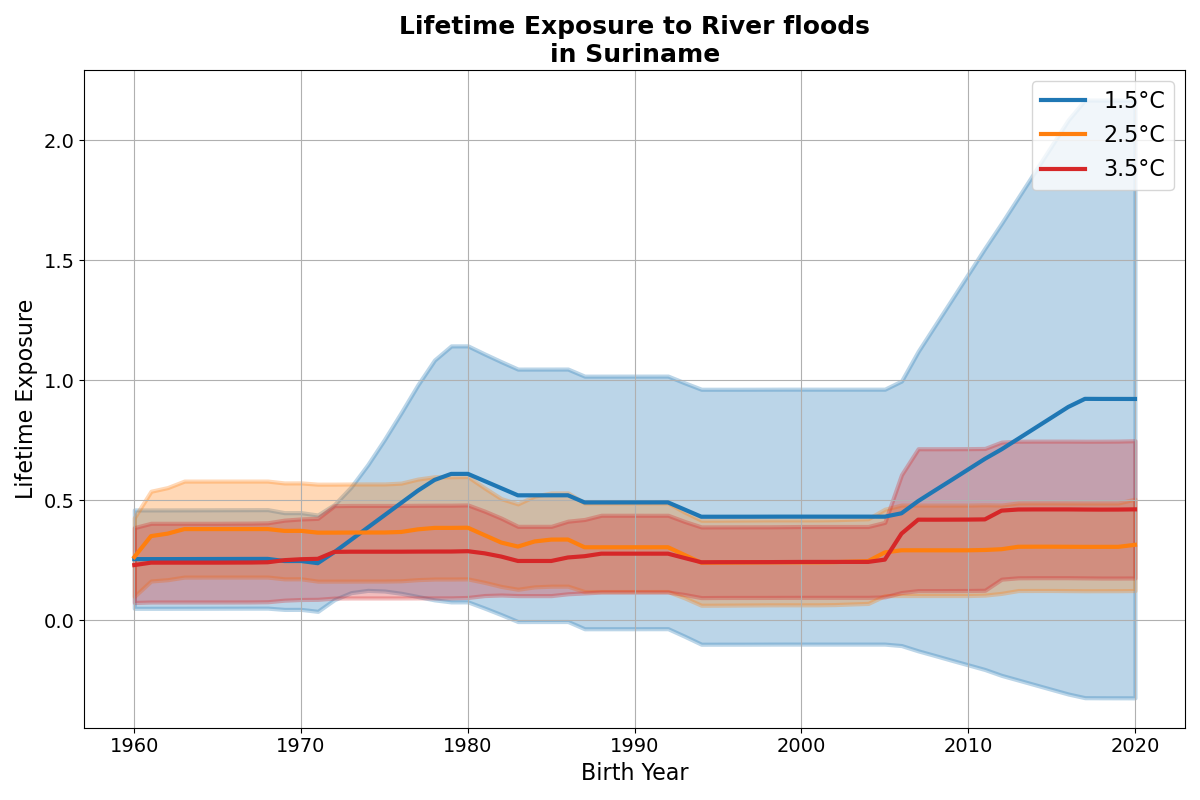 Lifetime Exposure to River floods
in Suriname
1.5°C
2.5°C
3.5°C
Lifetime Exposure
2.0
1.5
1.0
0.5
0.0
1960 1970 1980 1990 2000 2010 2020
Birth Year